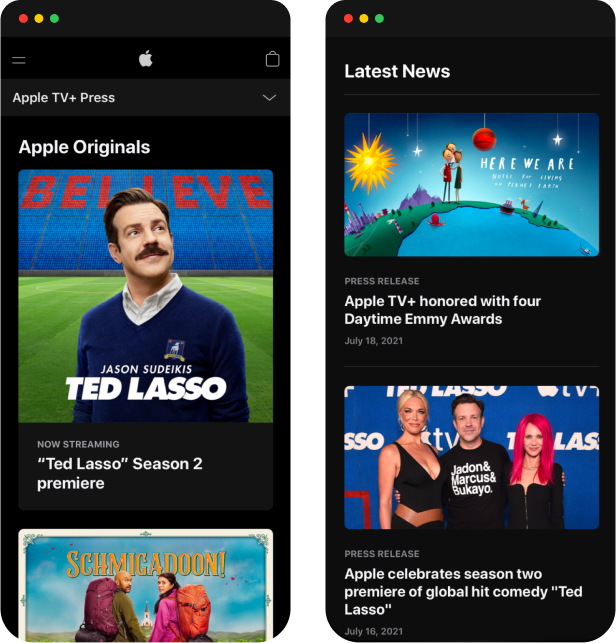 Apple TV+ Press
Apple Originals
BELIEVE
JASON SUDEIKIS
TED LASSO
NOW STREAMING
“Ted Lasso” Season 2
premiere
SCHMIGADOON!
Latest News
HERE WE ARE
NOTES FOR LIVING
ON PLANET EARTH
PRESS RELEASE
Apple TV+ honored with four
Daytime Emmy Awards
July 18, 2021
TED LASSO
tv
SSO
tv
LAS
Jadon&
Marcus&
Bukayo.
PRESS RELEASE
Apple celebrates season two
premiere of global hit comedy "Ted
Lasso"
July 16, 2021